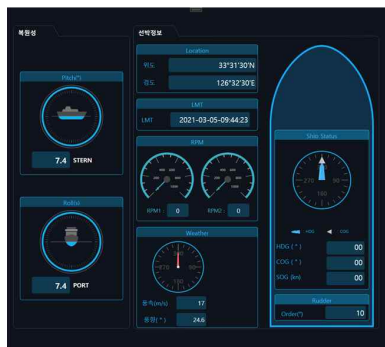 복원성
선박정보
Pitch(°)
7.4 STERN
Roll(°)
7.4 PORT
Location
위도 33°31'30'N
경도 126°32'30'E
LMT
LMT 2021-03-05-09:44:23
RPM
RPM1 : 0
RPM2 : 0
Weather
풍속(m/s) 17
풍향( ° ) 24.6
Ship Status
270 90
180
HDG
COG
HDG ( ° ) 00
COG ( ° ) 00
SOG (kn) 00
Rudder
Order(°) 10